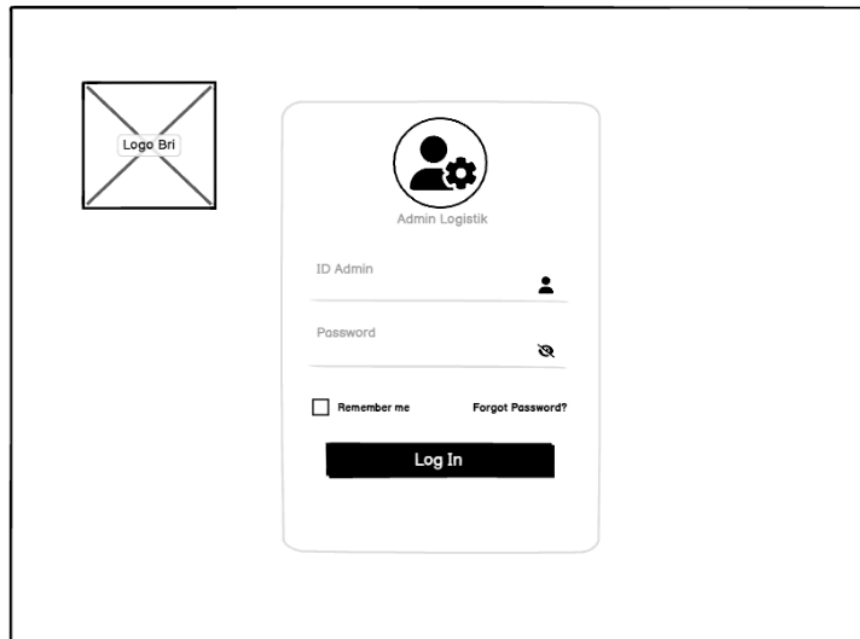 Logo Bri
Admin Logistik
ID Admin
Password
Remember me
Forgot Password?
Log In